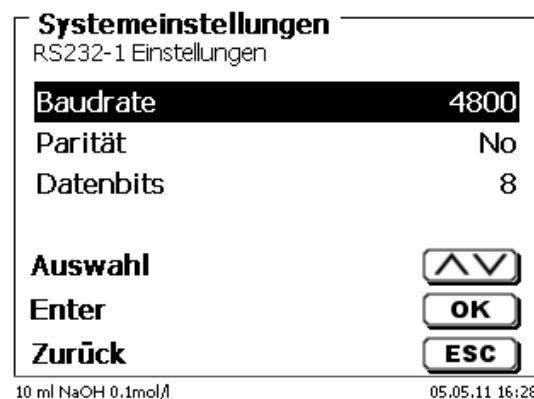 Systemeinstellungen
RS232-1 Einstellungen
Baudrate 4800
Parität No
Datenbits 8
Auswahl
Enter OK
Zurück ESC
10 ml NaOH 0.1mol/l 05.05.11 16:28